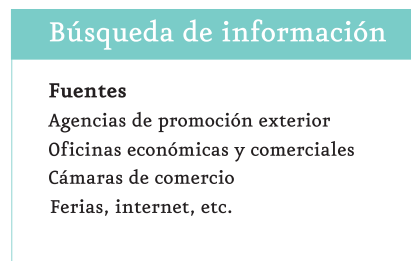 Búsqueda de información
Fuentes
Agencias de promoción exterior
Oficinas económicas y comerciales
Cámaras de comercio
Ferias, internet, etc.